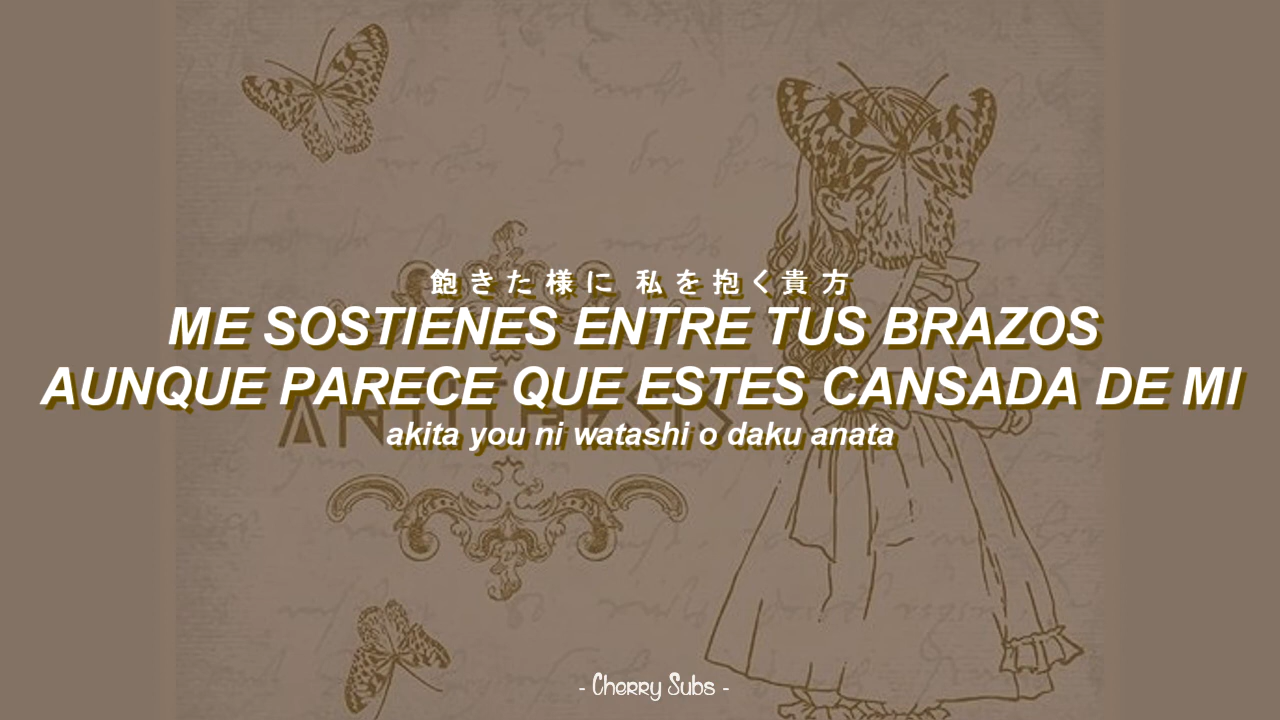 飽きた様に 私を抱く貴方
ME SOSTIENES ENTRE TUS BRAZOS
AUNQUE PARECE QUE ESTES CANSADA DE MI
akita you ni watashi o daku anata
- Cherry Subs -